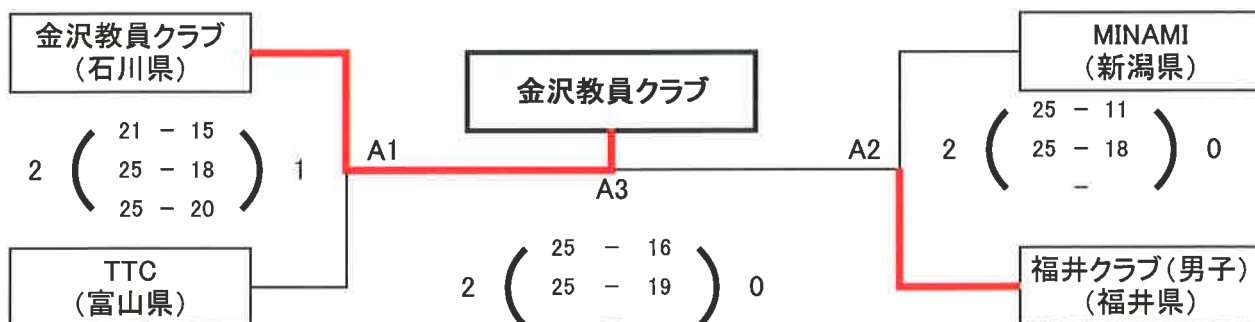 金沢教員クラブ
(石川県)
MINAMI
(新潟県)
金沢教員クラブ
21 - 15
2 25 - 18 1
25 - 20
A1
A2
A3
25 - 11
2 25 - 18 0
-
TTC
(富山県)
25 - 16
2 25 - 19 0
福井クラブ(男子)
(福井県)